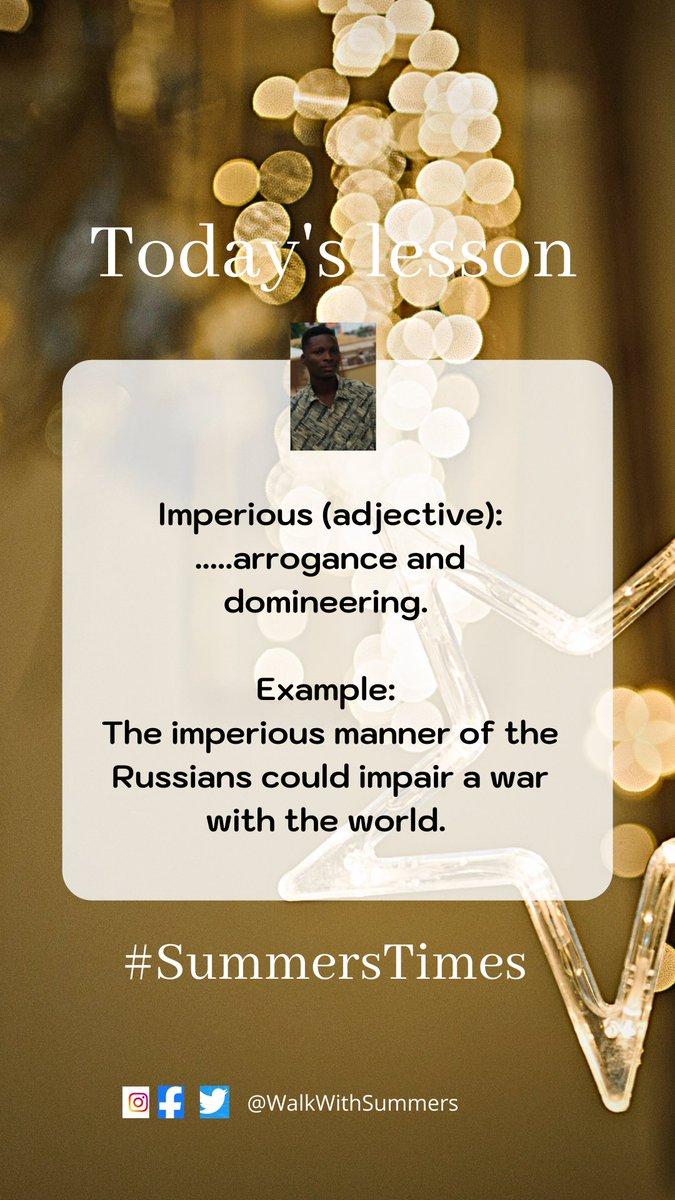 Today's lesson
Imperious (adjective):
.....arrogance and
domineering.
Example:
The imperious manner of the
Russians could impair a war
with the world.
#SummersTimes
@WalkWithSummers